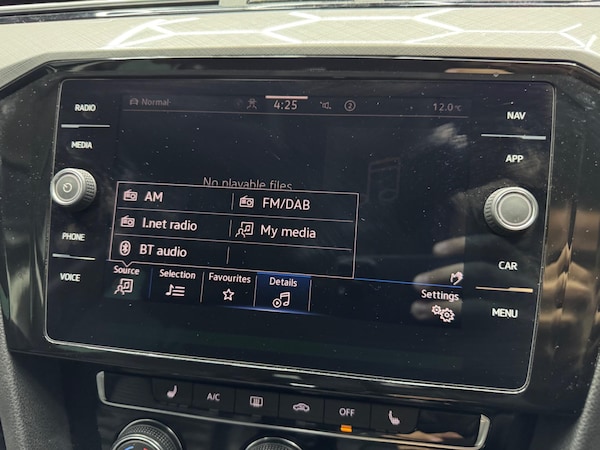 RADIO
MEDIA
PHONE
VOICE
Normal
4:25
2
12.0°C
No playable files
AM
FM/DAB
I.net radio
My media
BT audio
Source
Selection
Favourites
Details
Settings
NAV
APP
CAR
MENU
A/C
OFF